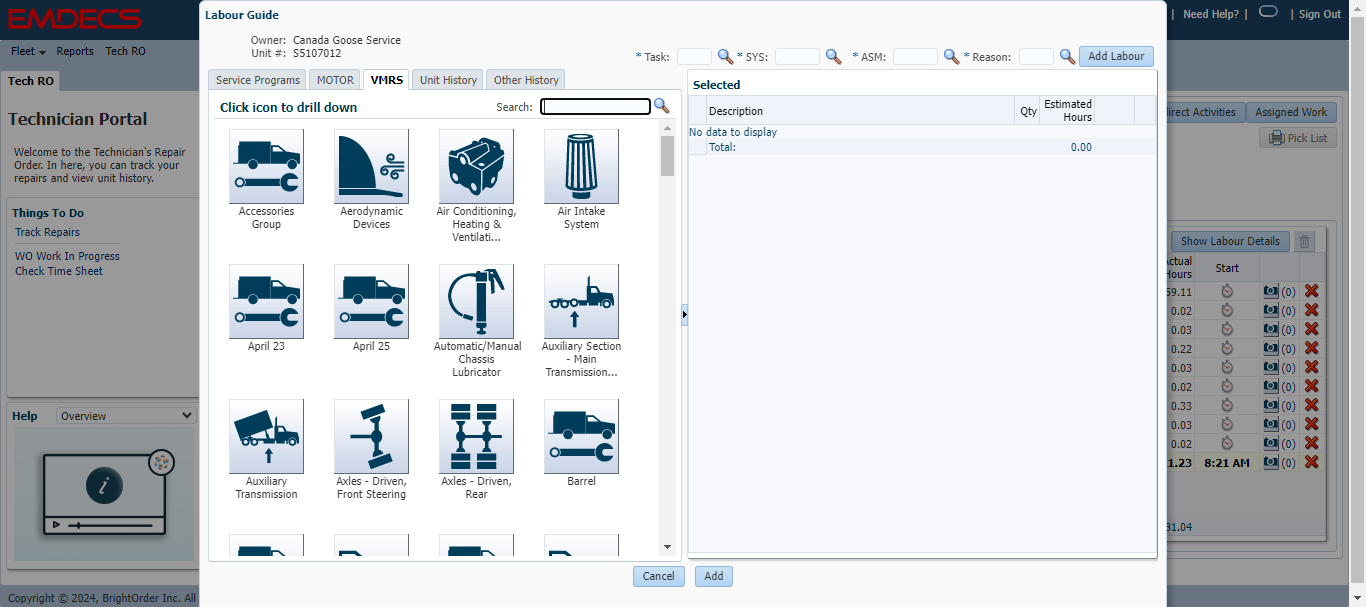 EMDECS
Need Help? | | Sign Out
Fleet Reports Tech RO
Tech RO
Technician Portal
Welcome to the Technician's Repair
Order. In here, you can track your
repairs and view unit history.
Things To Do
Track Repairs
WO Work In Progress
Check Time Sheet
Help Overview
Copyright © 2024, BrightOrder Inc. All
Labour Guide
Owner: Canada Goose Service
Unit #: S5107012
* Task: * SYS: * ASM: * Reason: Add Labour
Service Programs MOTOR VMRS Unit History Other History
Click icon to drill down Search:
Accessories
Group
Aerodynamic
Devices
Air Conditioning,
Heating &
Ventilati...
Air Intake
System
April 23
April 25
Automatic/Manual
Chassis
Lubricator
Auxiliary Section
- Main
Transmission...
Auxiliary
Transmission
Axles - Driven,
Front Steering
Axles - Driven,
Rear
Barrel
Selected
Description Qty Estimated
Hours
No data to display
Total: 0.00
Cancel Add
Activities Assigned Work
Pick List
Show Labour Details
Hours Start
59.11 (0)
0.02 (0)
0.03 (0)
0.22 (0)
0.03 (0)
0.02 (0)
0.33 (0)
0.03 (0)
0.02 (0)
1.23 8:21 AM (0)
31.04